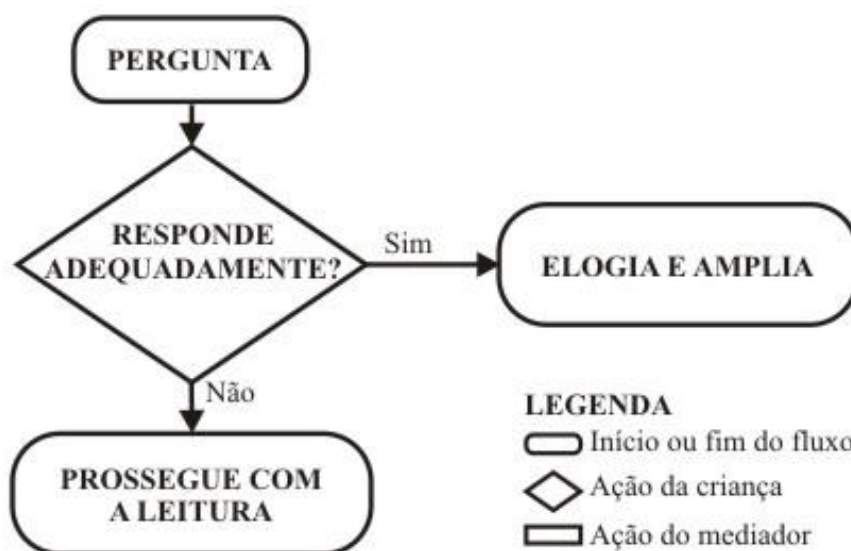 PERGUNTA
RESPONDE
ADEQUADAMENTE?
Sim
ELOGIA E AMPLIA
Não
PROSSEGUE COM
A LEITURA
LEGENDA
Início ou fim do fluxo
Ação da criança
Ação do mediador